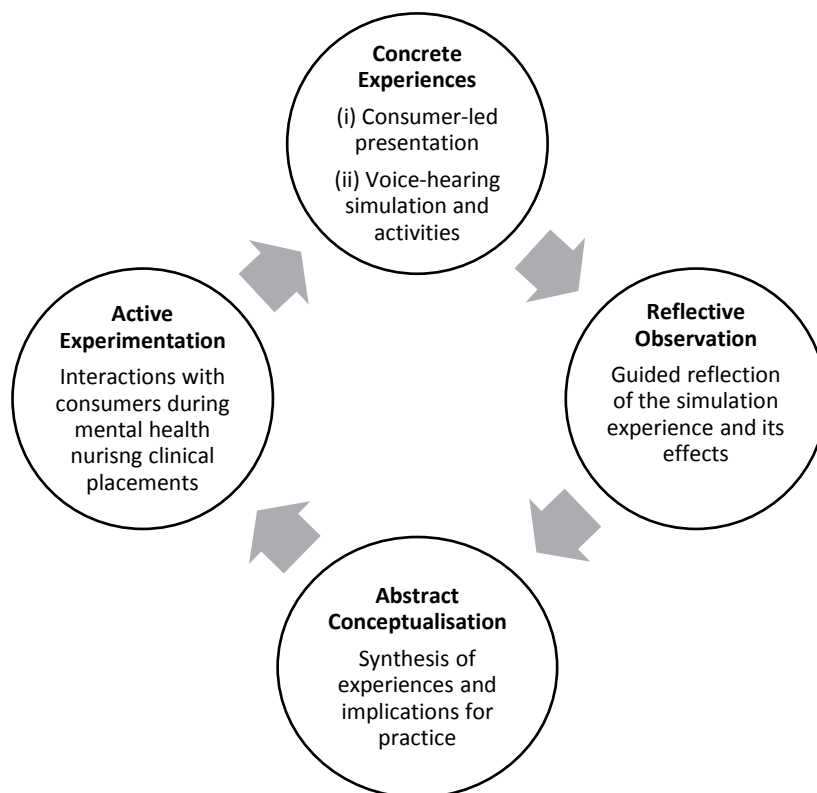 Concrete
Experiences
(i) Consumer-led
presentation
(ii) Voice-hearing
simulation and
activities
Reflective
Observation
Guided reflection
of the simulation
experience and its
effects
Abstract
Conceptualisation
Synthesis of
experiences and
implications for
practice
Active
Experimentation
Interactions with
consumers during
mental health
nurisng clinical
placements